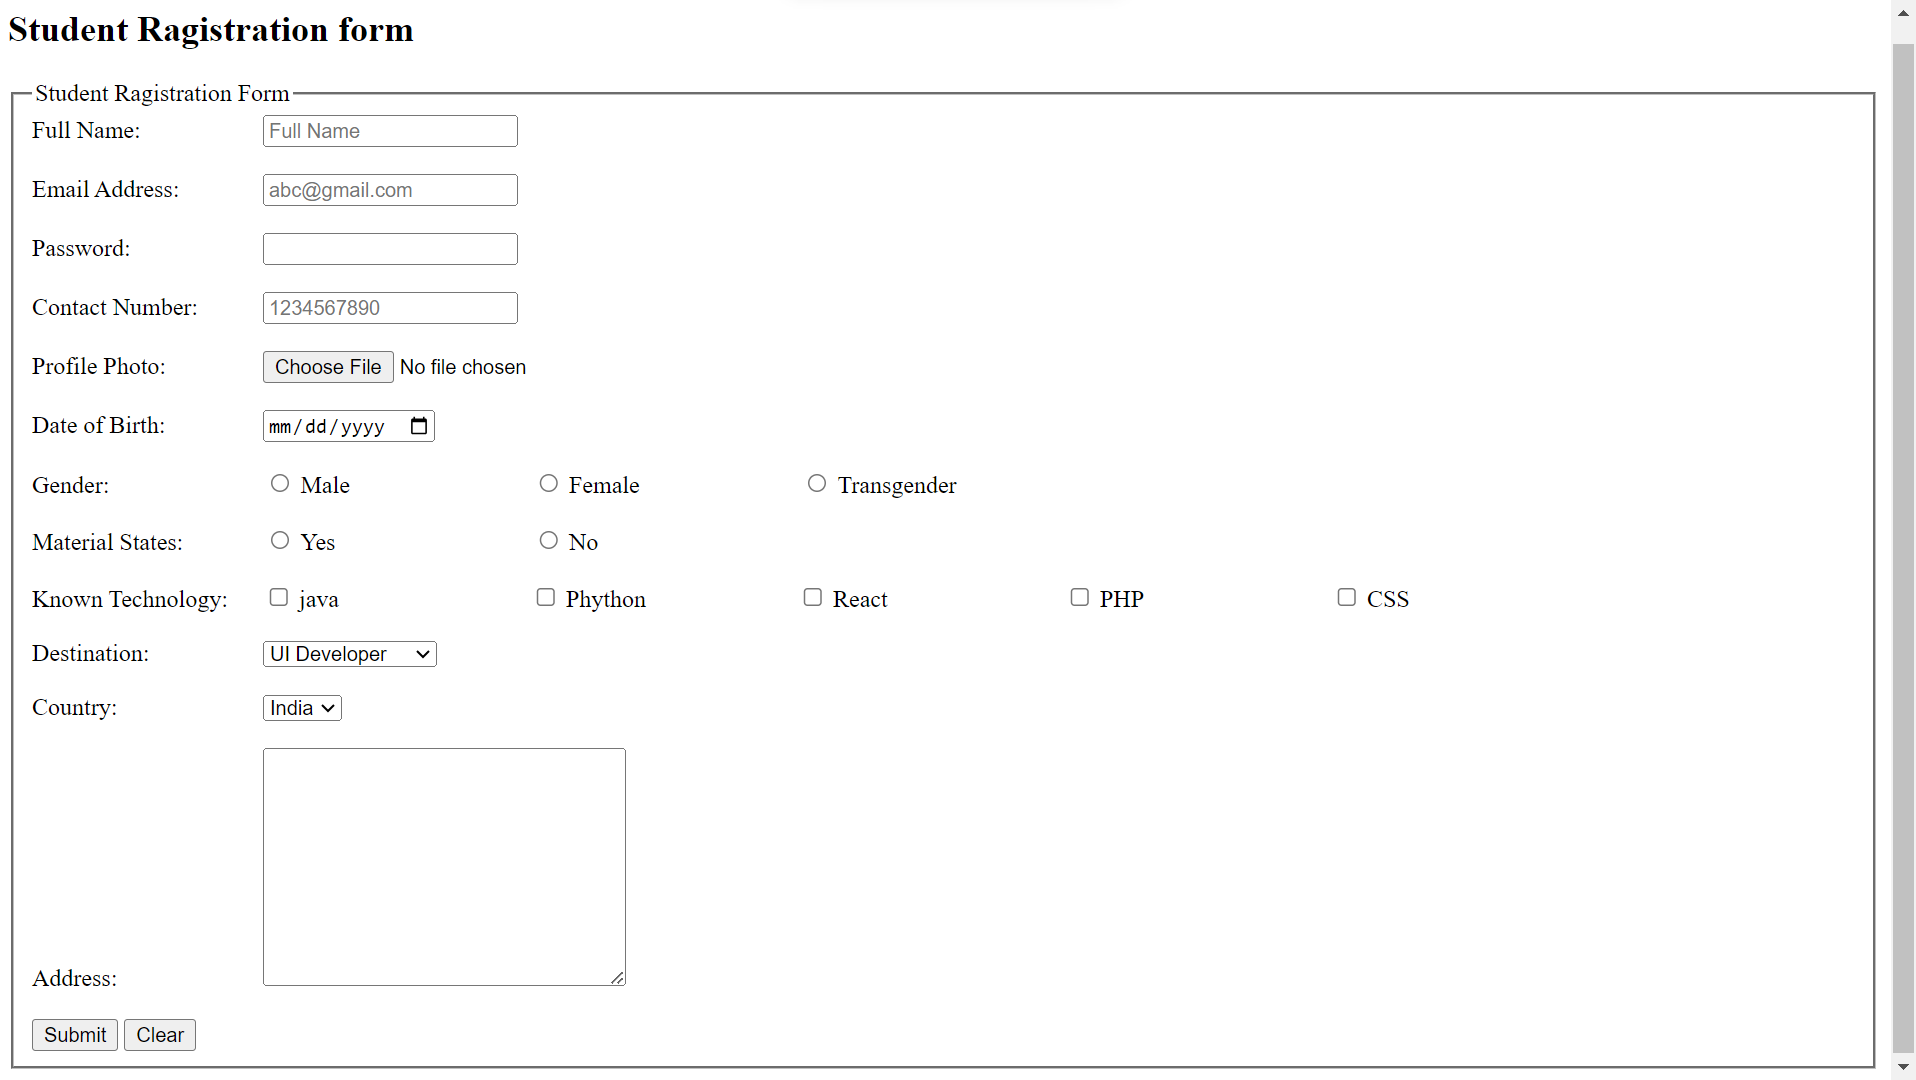 Student Ragistration form
Student Ragistration Form
Full Name: Full Name
Email Address: abc@gmail.com
Password:
Contact Number: 1234567890
Profile Photo: Choose File No file chosen
Date of Birth: mm/dd/yyyy
Gender: Male Female Transgender
Material States: Yes No
Known Technology: java Phython React PHP CSS
Destination: UI Developer
Country: India
Address:
Submit Clear